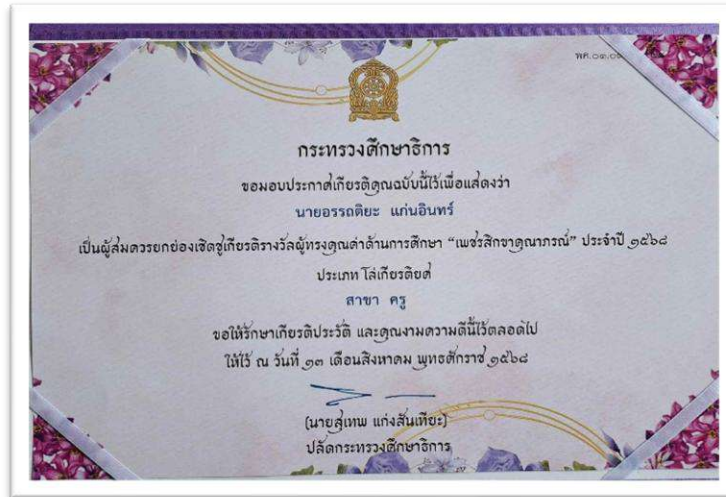 กระทรวงศึกษาธิการ
ขอมอบประกาศเกียรติคุณฉบับนี้ไว้เพื่อแสดงว่า
นายอรรถติยะ แก่นอินทร์
เป็นผู้สมควรยกย่องเชิดชูเกียรติรางวัลผู้ทรงคุณค่าด้านการศึกษา “เพชรสิกขาคุณาภรณ์” ประจำปี ๒๕๖๘
ประเภท โล่เกียรติยศ
สาขา ครู
ขอให้รักษาเกียรติประวัติ และคุณงามความดีนี้ไว้ตลอดไป
ให้ไว้ ณ วันที่ ๑๓ เดือนสิงหาคม พุทธศักราช ๒๕๖๘
(นายสุเทพ แก่งสันเทียะ)
ปลัดกระทรวงศึกษาธิการ